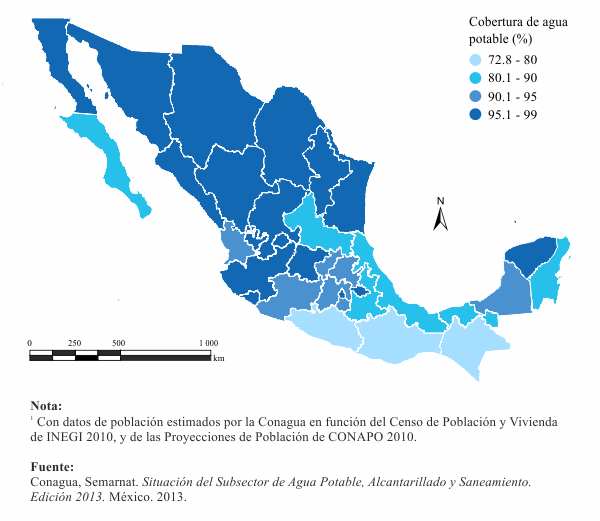 Cobertura de agua
potable (%)
72.8 - 80
80.1 - 90
90.1 - 95
95.1 - 99
N
0 250 500 1 000
km
Nota:
1 Con datos de población estimados por la Conagua en función del Censo de Población y Vivienda
de INEGI 2010, y de las Proyecciones de Población de CONAPO 2010.
Fuente:
Conagua, Semarnat. Situación del Subsector de Agua Potable, Alcantarillado y Saneamiento.
Edición 2013. México. 2013.